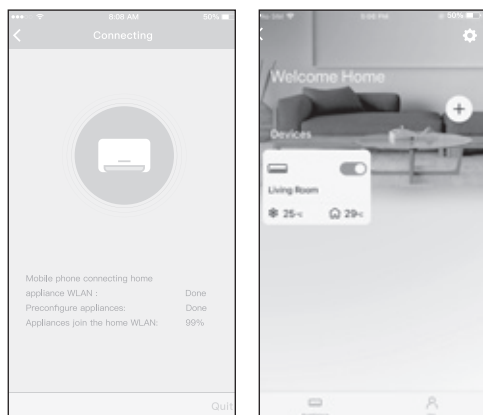 8:08 AM
50%
Connecting
Mobile phone connecting home
appliance WLAN :
Done
Preconfigure appliances:
Done
Appliances join the home WLAN:
99%
Quit
50%
Welcome Home
Devices
Living Room
25°c
29°c